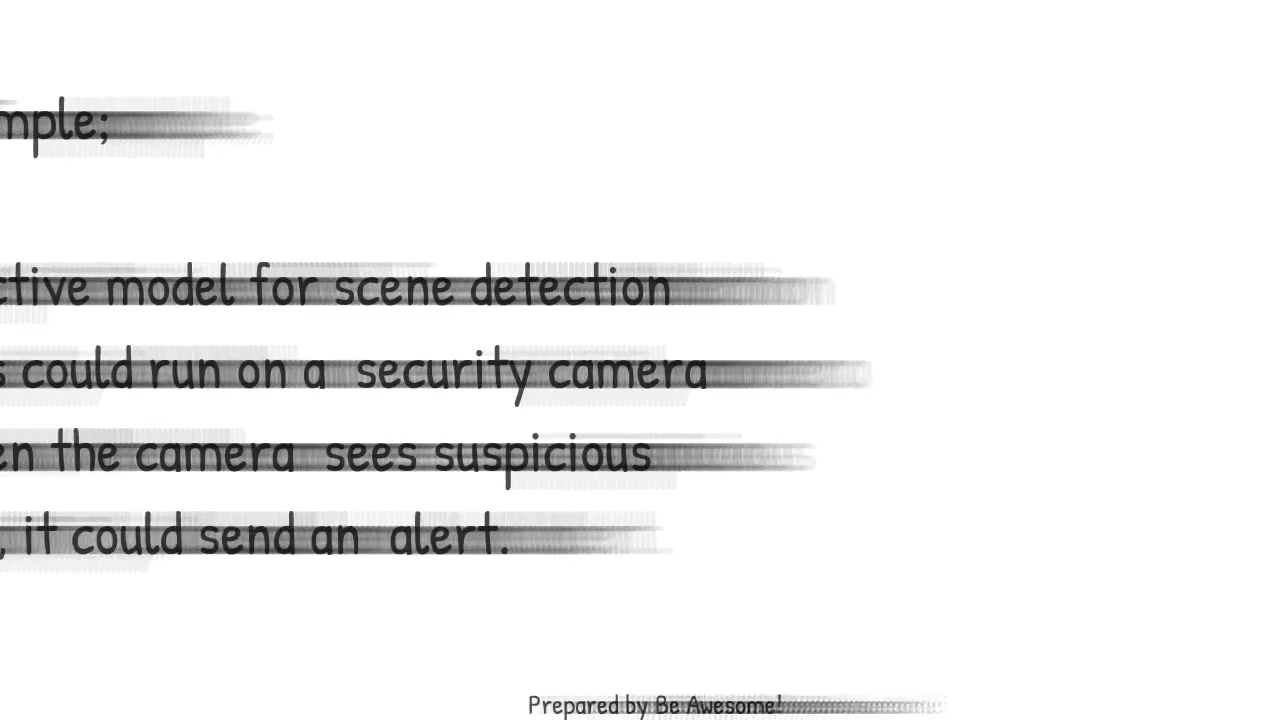 mple;
ctive model for scene detection
s could run on a security camera
en the camera sees suspicious
, it could send an alert.
Prepared by Be Awesome!